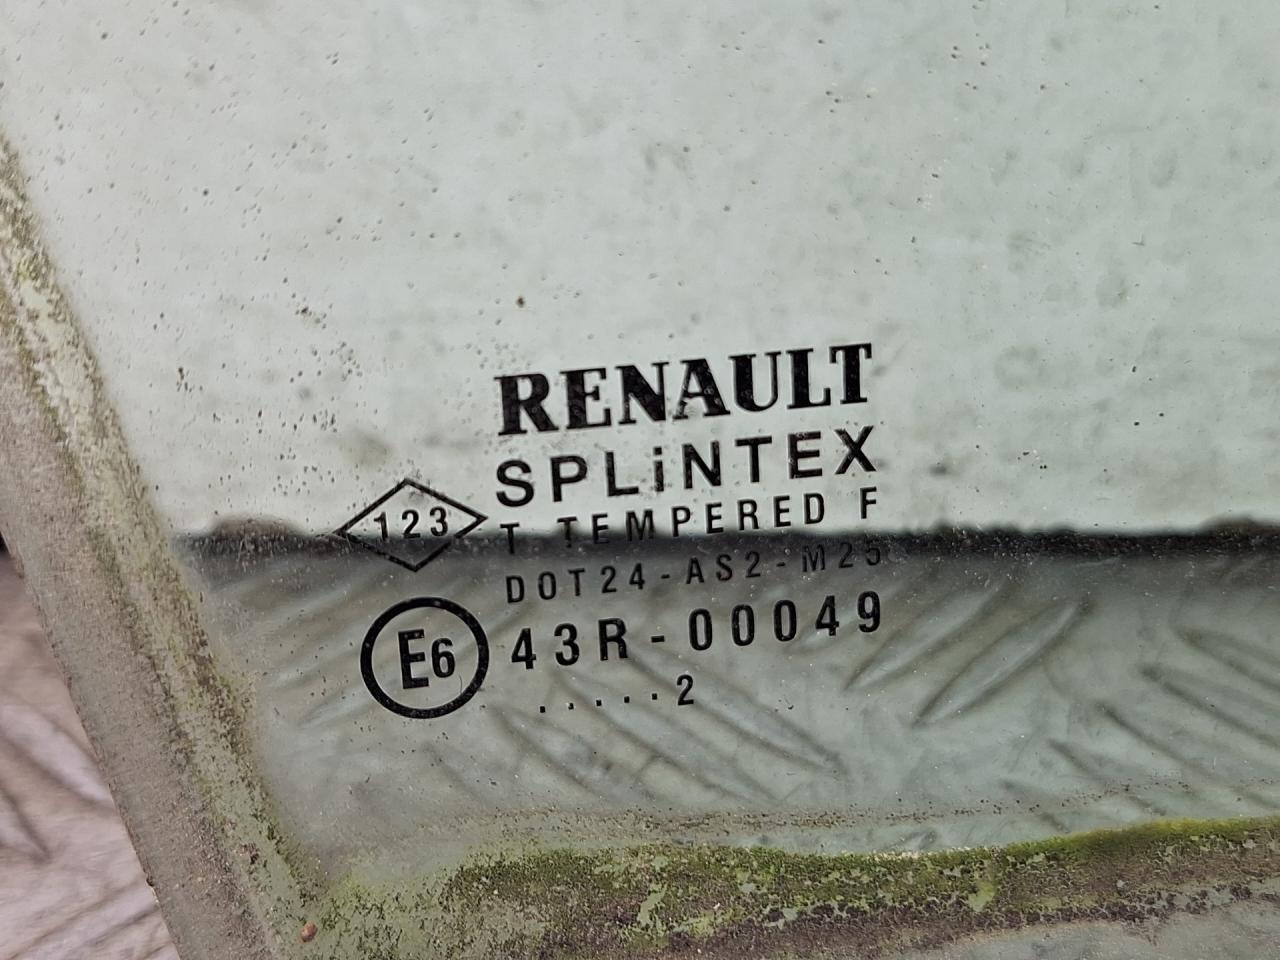 RENAULT
SPLiNTEX
123
T TEMPERED F
DOT24-AS2-M25
E6
43R-00049
.....2